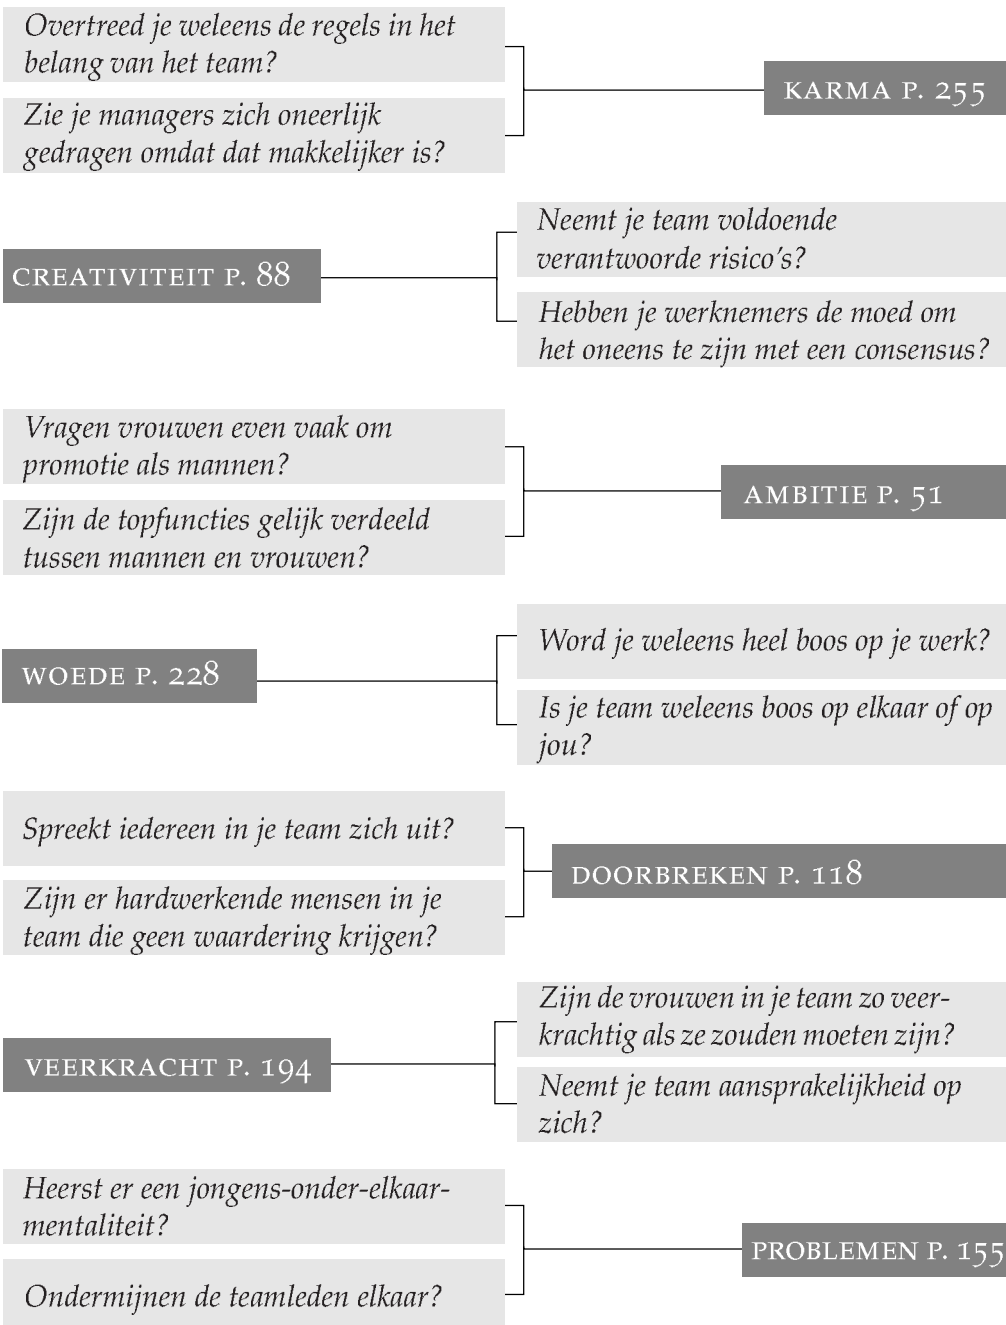 Overtreed je weleens de regels in het
belang van het team?
KARMA P. 255
Zie je managers zich oneerlijk
gedragen omdat dat makkelijker is?
Neemt je team voldoende
verantwoorde risico's?
CREATIVITEIT P. 88
Hebben je werknemers de moed om
het oneens te zijn met een consensus?
Vragen vrouwen even vaak om
promotie als mannen?
AMBITIE P. 51
Zijn de topfuncties gelijk verdeeld
tussen mannen en vrouwen?
Word je weleens heel boos op je werk?
WOEDE P. 228
Is je team weleens boos op elkaar of op
jou?
Spreekt iedereen in je team zich uit?
DOORBREKEN P. 118
Zijn er hardwerkende mensen in je
team die geen waardering krijgen?
Zijn de vrouwen in je team zo veer-
krachtig als ze zouden moeten zijn?
VEERKRACHT P. 194
Neemt je team aansprakelijkheid op
zich?
Heerst er een jongens-onder-elkaar-
mentaliteit?
PROBLEMEN P. 155
Ondermijnen de teamleden elkaar?